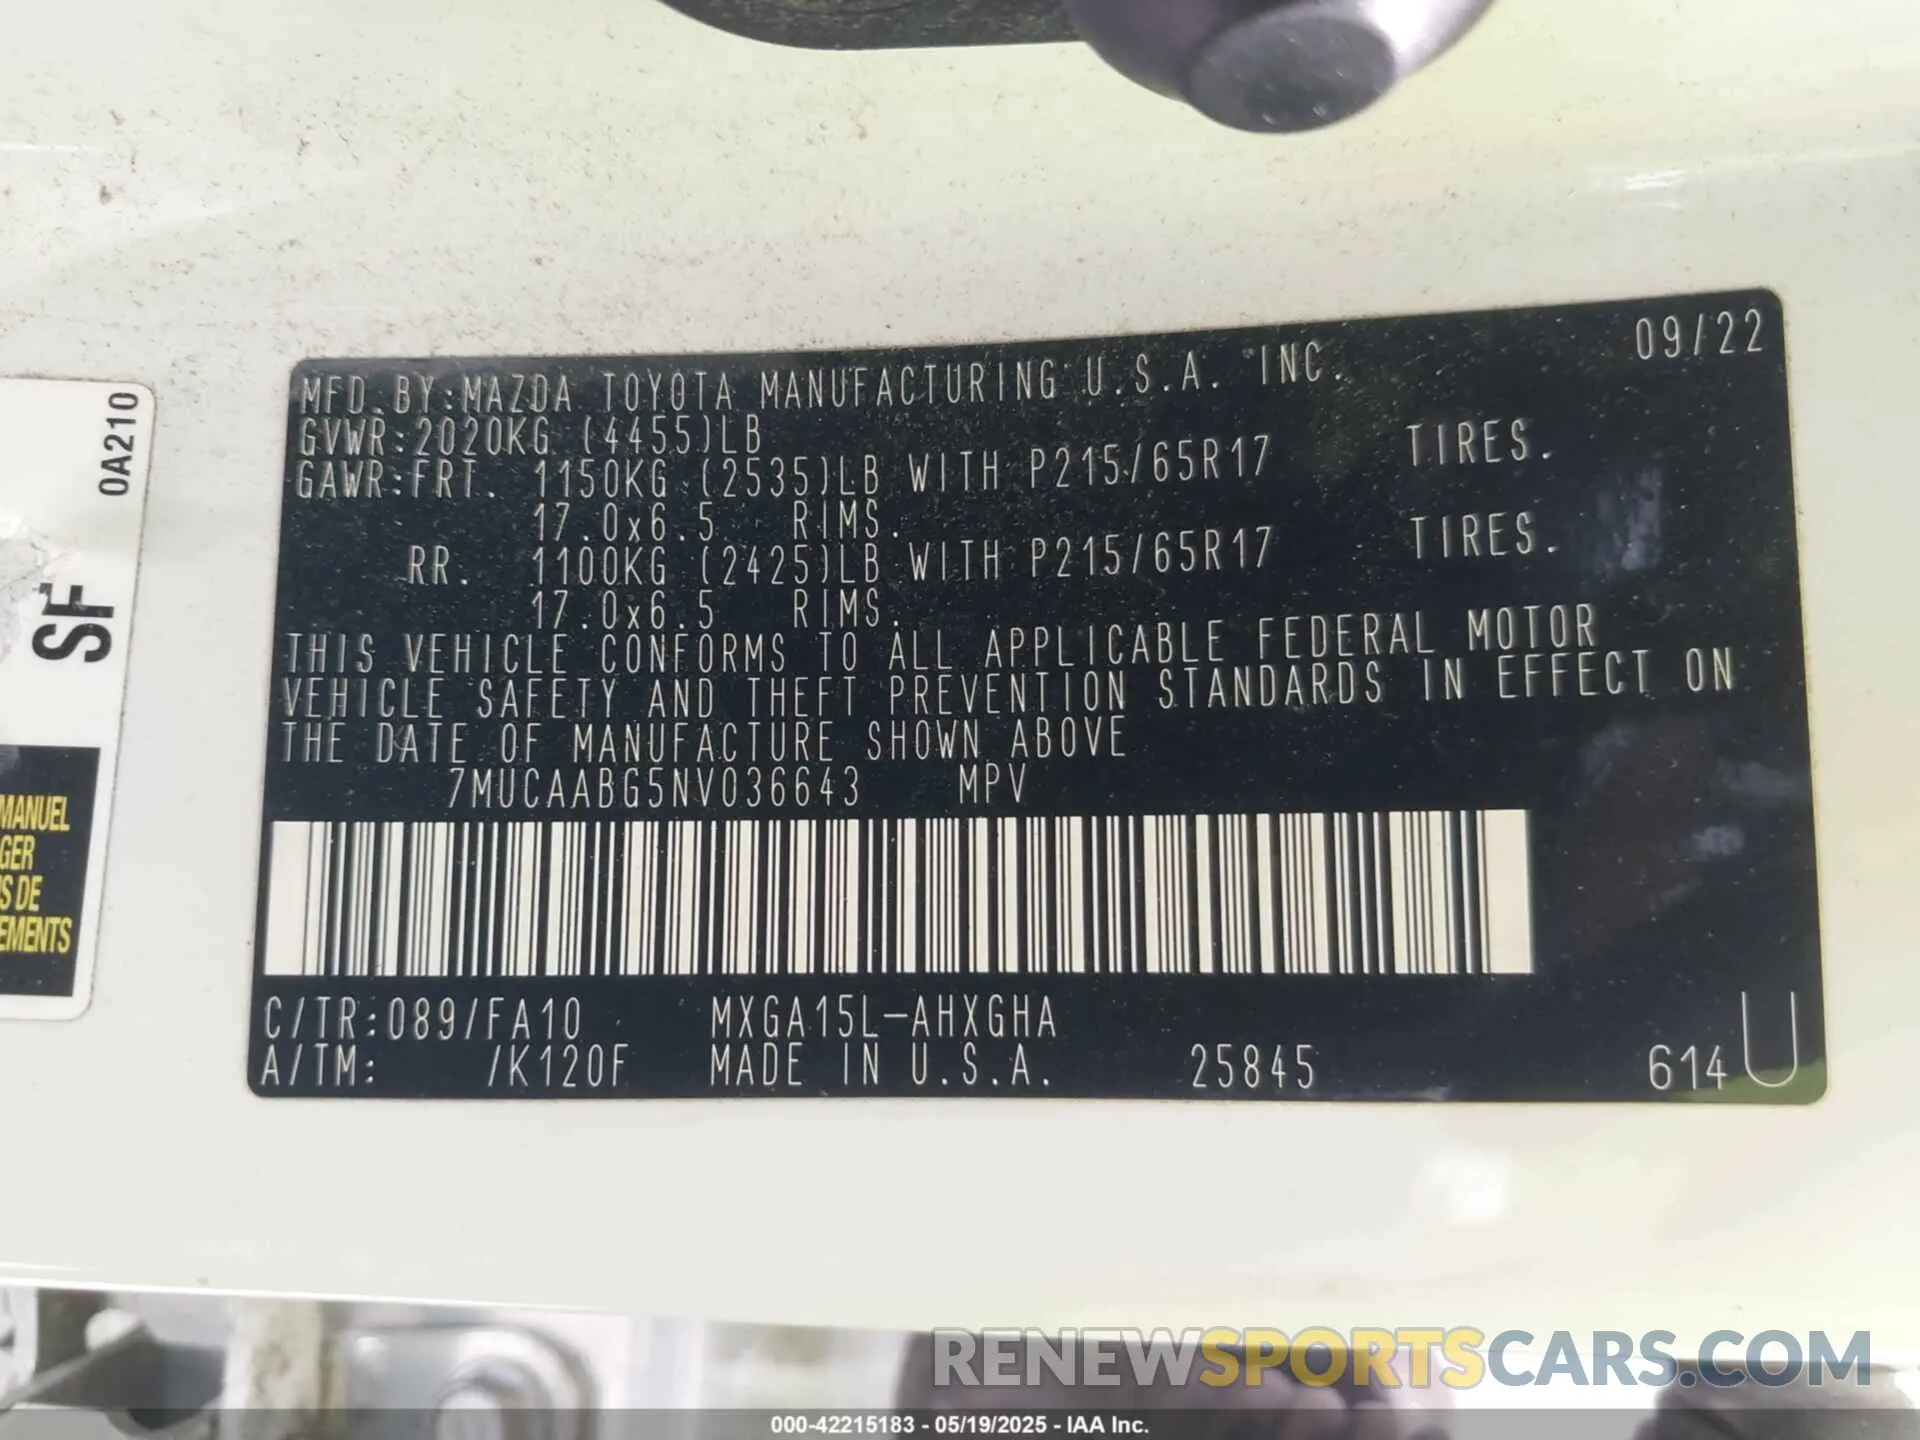 09/22
MFD. BY:MAZDA TOYOTA MANUFACTURING U.S.A. INC.
GVWR:2020KG (4455)LB
GAWR:FRT. 1150KG (2535)LB WITH P215/65R17 TIRES.
17.0x6.5 RIMS.
RR. 1100KG (2425)LB WITH P215/65R17 TIRES.
17.0x6.5 RIMS.
THIS VEHICLE CONFORMS TO ALL APPLICABLE FEDERAL MOTOR
VEHICLE SAFETY AND THEFT PREVENTION STANDARDS IN EFFECT ON
THE DATE OF MANUFACTURE SHOWN ABOVE
7MUCAABG5NV036643 MPV
C/TR:089/FA10 MXGA15L-AHXGHA
A/TM: /K120F MADE IN U.S.A. 25845 614 U
0A210
SF
MANUEL
GER
S DE
EMENTS
RENEWSPORTSCARS.COM
000-42215183 - 05/19/2025 - IAA Inc.